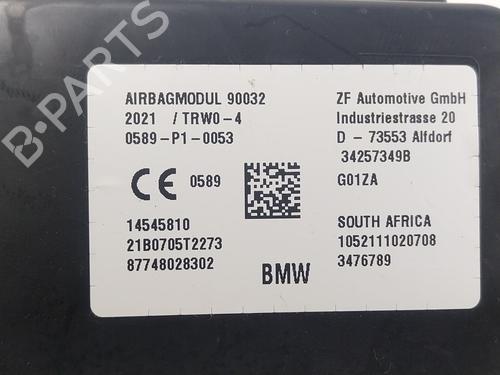 B-PARTS
AIRBAGMODUL 90032
2021 / TRW0-4
0589-P1-0053
CE 0589
14545810
21B0705T2273
87748028302
ZF Automotive GmbH
Industriestrasse 20
D - 73553 Alfdorf
34257349B
G01ZA
SOUTH AFRICA
1052111020708
3476789
BMW